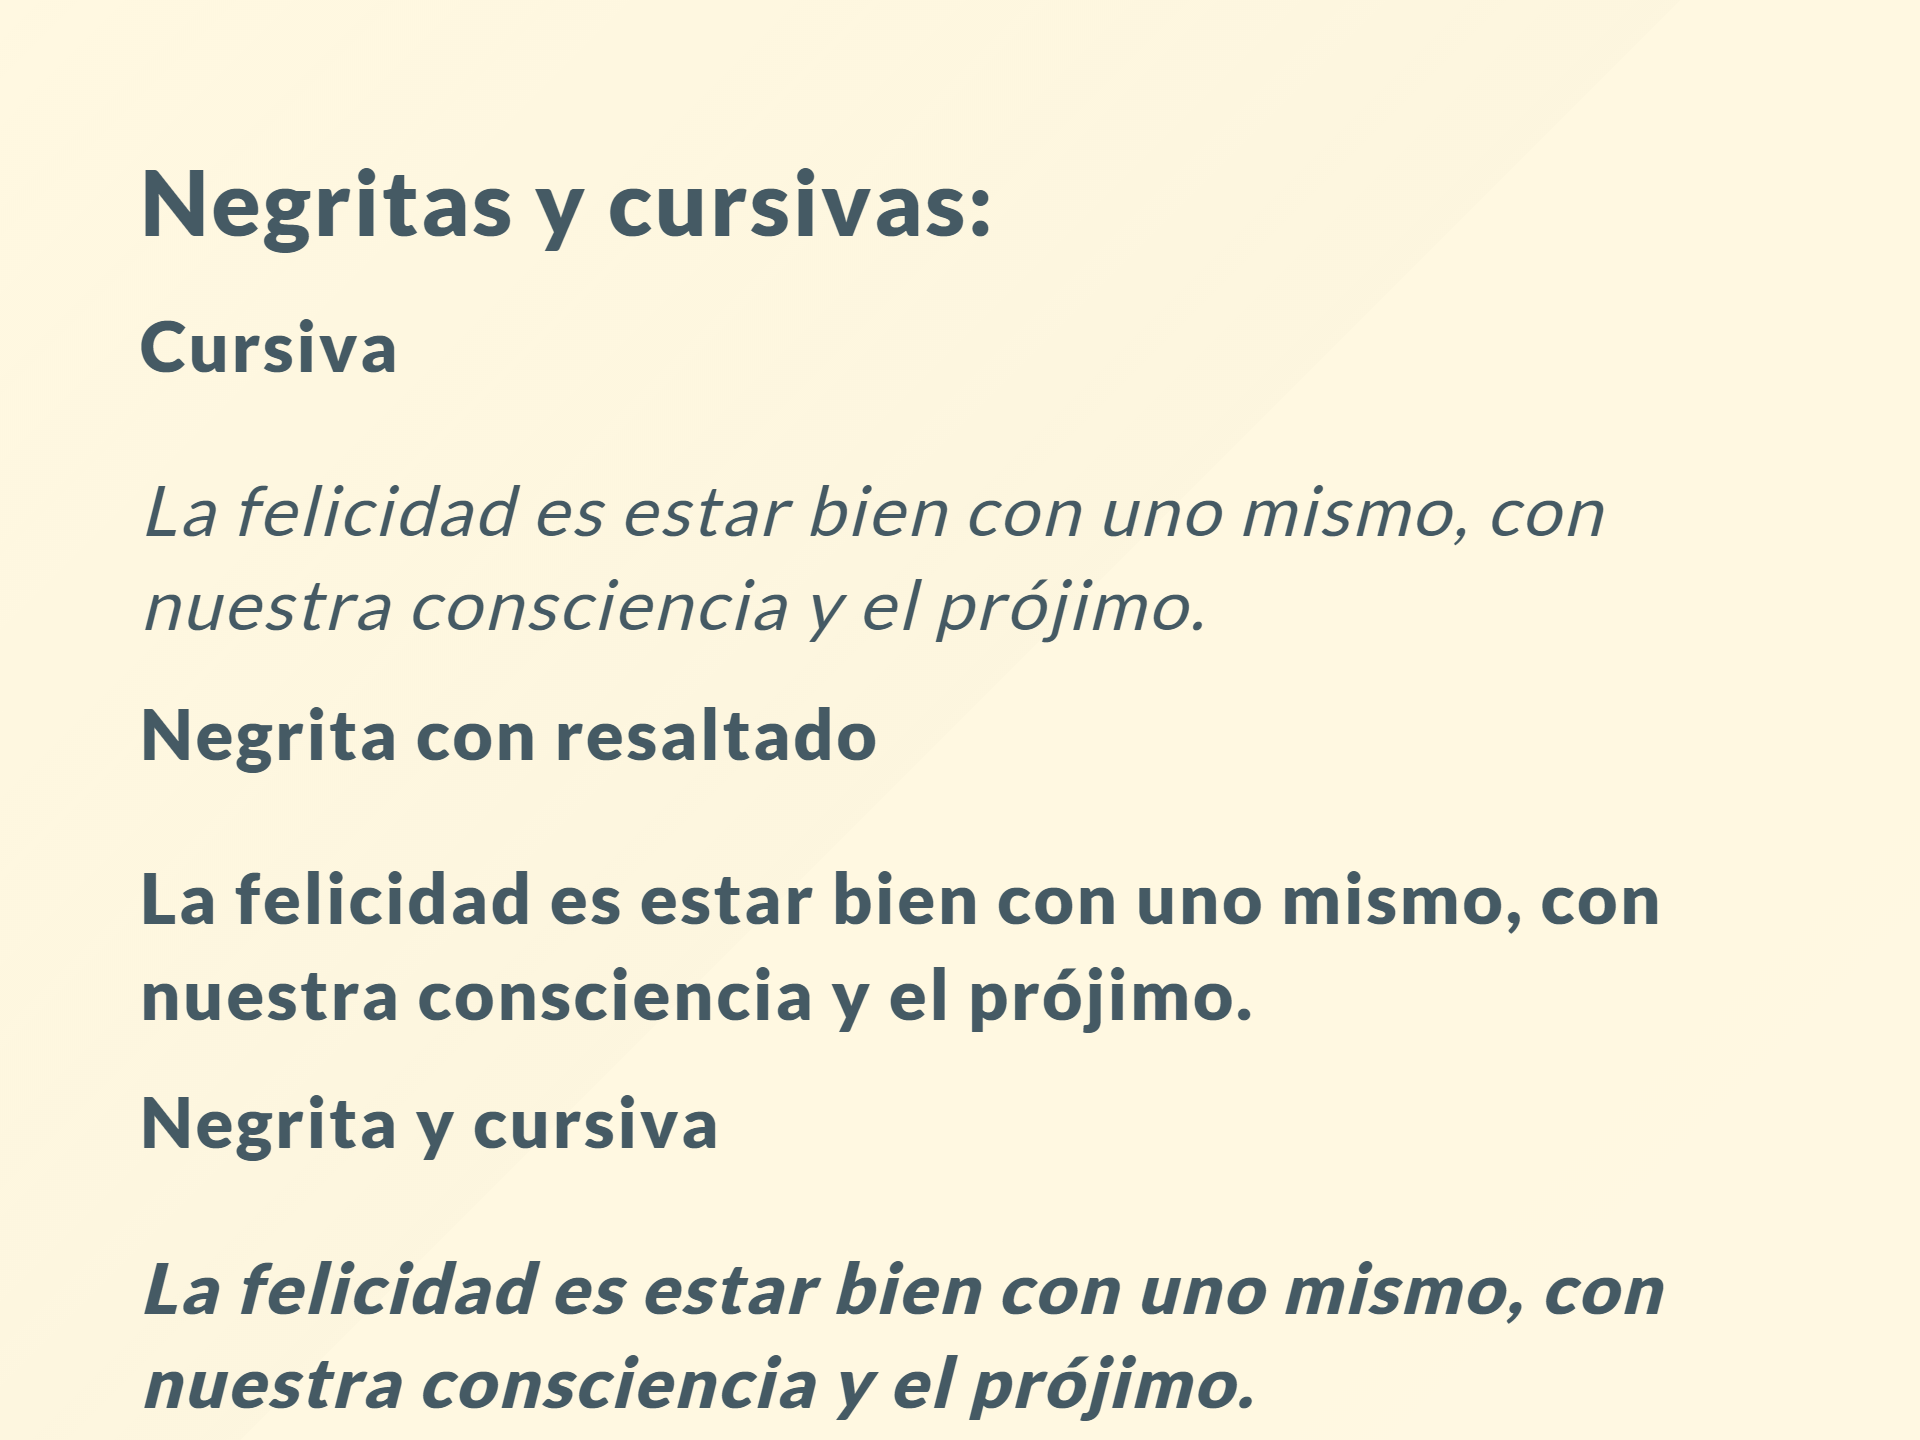 Negritas y cursivas:
Cursiva
La felicidad es estar bien con uno mismo, con
nuestra consciencia y el prójimo.
Negrita con resaltado
La felicidad es estar bien con uno mismo, con
nuestra consciencia y el prójimo.
Negrita y cursiva
La felicidad es estar bien con uno mismo, con
nuestra consciencia y el prójimo.